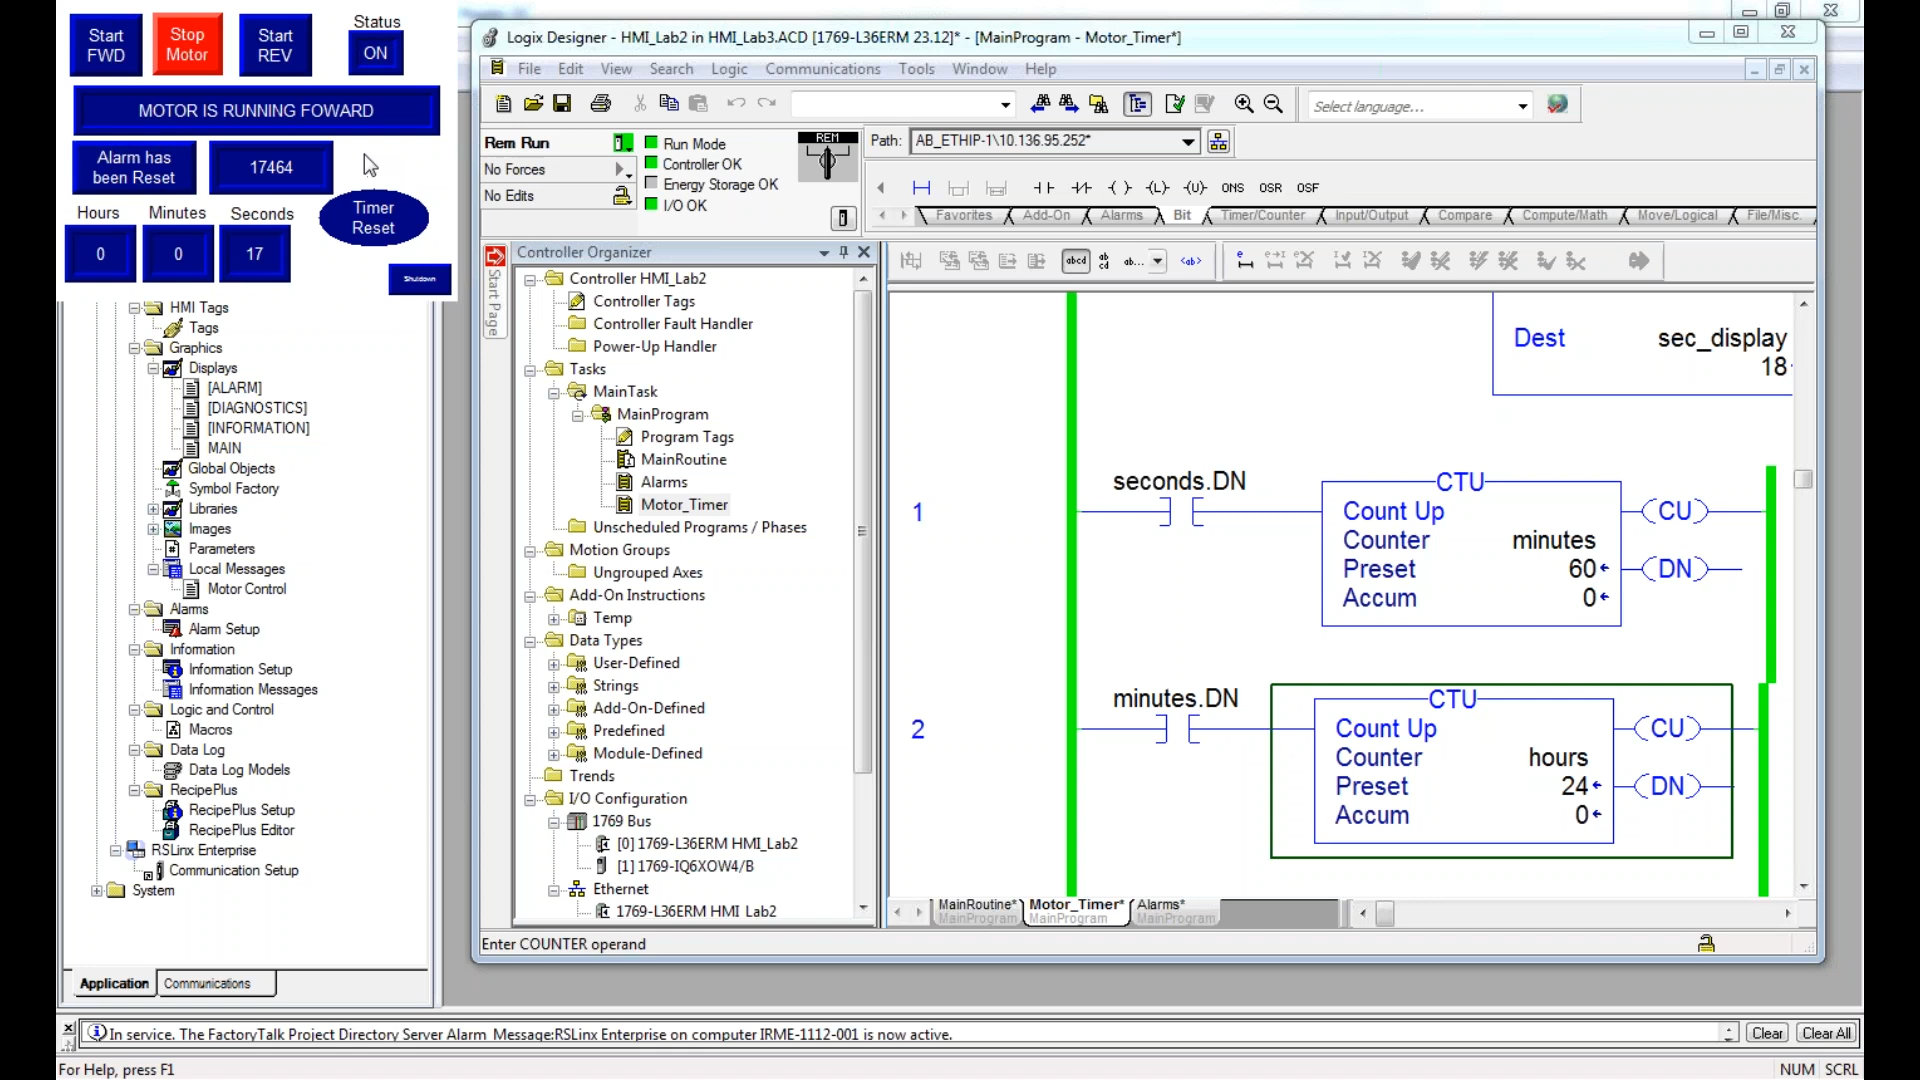 Start
FWD
Stop
Motor
Start
REV
Status
ON
MOTOR IS RUNNING FOWARD
Alarm has
been Reset
17464
Hours
Minutes
Seconds
0
0
17
Timer
Reset
Shutdown
HMI Tags
Tags
Graphics
Displays
[ALARM]
[DIAGNOSTICS]
[INFORMATION]
MAIN
Global Objects
Symbol Factory
Libraries
Images
Parameters
Local Messages
Motor Control
Alarms
Alarm Setup
Information
Information Setup
Information Messages
Logic and Control
Macros
Data Log
Data Log Models
RecipePlus
RecipePlus Setup
RecipePlus Editor
RSLinx Enterprise
Communication Setup
System
Application
Communications
Logix Designer - HMI_Lab2 in HMI_Lab3.ACD [1769-L36ERM 23.12]* - [MainProgram - Motor_Timer*]
File Edit View Search Logic Communications Tools Window Help
Select language...
Rem Run
No Forces
No Edits
Run Mode
Controller OK
Energy Storage OK
I/O OK
REM
Path: AB_ETHIP-1\10.136.95.252*
(L) (U) ONS OSR OSF
Favorites Add-On Alarms Bit Timer/Counter Input/Output Compare Compute/Math Move/Logical File/Misc.
Start Page
Controller Organizer
Controller HMI_Lab2
Controller Tags
Controller Fault Handler
Power-Up Handler
Tasks
MainTask
MainProgram
Program Tags
MainRoutine
Alarms
Motor_Timer
Unscheduled Programs / Phases
Motion Groups
Ungrouped Axes
Add-On Instructions
Temp
Data Types
User-Defined
Strings
Add-On-Defined
Predefined
Module-Defined
Trends
I/O Configuration
1769 Bus
[0] 1769-L36ERM HMI_Lab2
[1] 1769-IQ6XOW4/B
Ethernet
1769-L36ERM HMI Lab2
abcd
ab
cd
ab...
<ab>
Dest sec_display
18
1
seconds.DN
CTU
Count Up
Counter minutes
Preset 60
Accum 0
CU
DN
2
minutes.DN
CTU
Count Up
Counter hours
Preset 24
Accum 0
CU
DN
MainRoutine*
MainProgram
Motor_Timer*
MainProgram
Alarms*
MainProgram
Enter COUNTER operand
In service. The FactoryTalk Project Directory Server Alarm Message:RSLinx Enterprise on computer IRME-1112-001 is now active.
Clear
Clear All
For Help, press F1
NUM SCRL